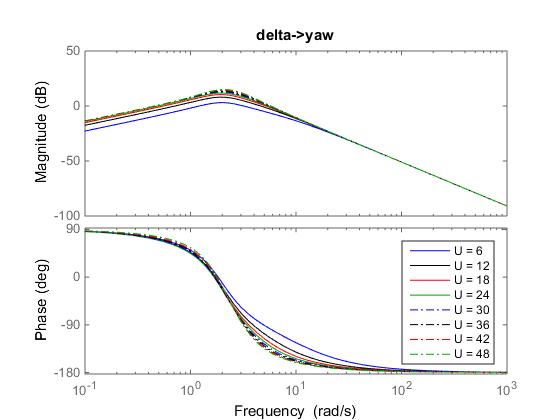 delta->yaw
Magnitude (dB)
50
0
-50
-100
Phase (deg)
90
0
-90
-180
U = 6
U = 12
U = 18
U = 24
U = 30
U = 36
U = 42
U = 48
10^-1
10^0
10^1
10^2
10^3
Frequency (rad/s)